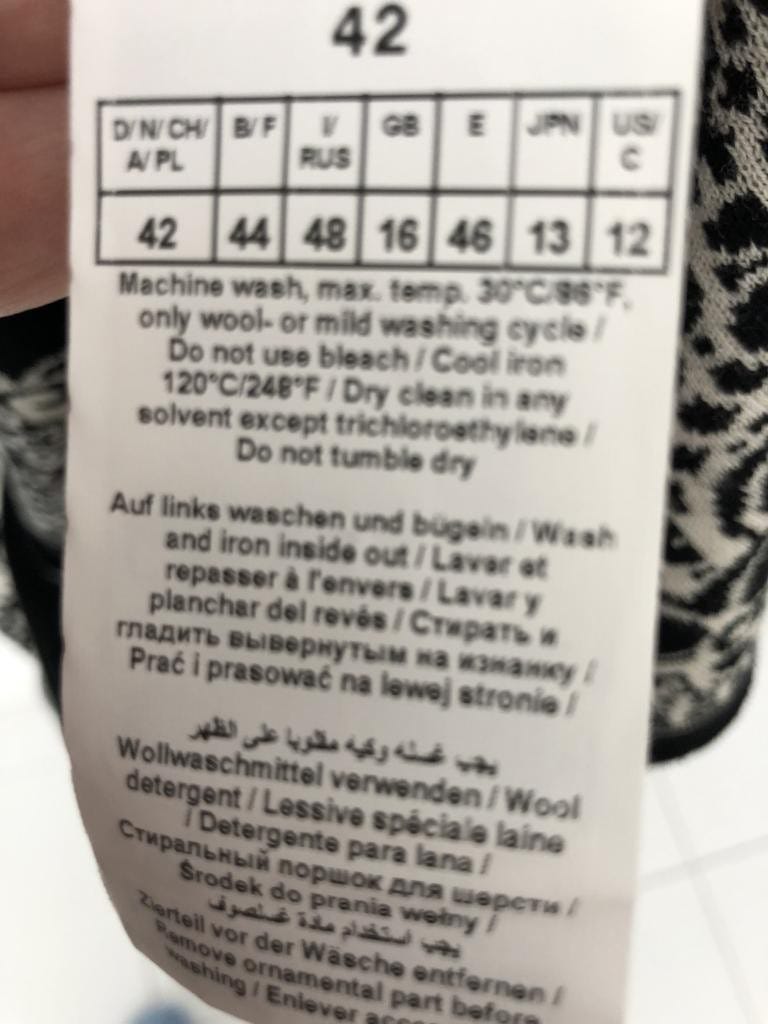 42
D/N/CH/ A/PL B/F I/ RUS GB E JPN US/ C
42 44 48 16 46 13 12
Machine wash, max. temp. 30°C/86°F,
only wool- or mild washing cycle /
Do not use bleach / Cool iron
120°C/248°F / Dry clean in any
solvent except trichloroethylene /
Do not tumble dry
Auf links waschen und bügeln / Wash
and iron inside out / Laver et
repasser à l'envers / Lavar y
planchar del revés / Стирать и
гладить вывернутым на изнанку /
Prać i prasować na lewej stronie /
يجب غسله وكيه مقلوبا على الظهر
Wollwaschmittel verwenden / Wool
detergent / Lessive spéciale laine
/ Detergente para lana /
Стиральный порошок для шерсти /
Środek do prania wełny /
يجب استخدام مادة غسلصوف
Zierteil vor der Wäsche entfernen /
Remove ornamental part before
washing / Enlever